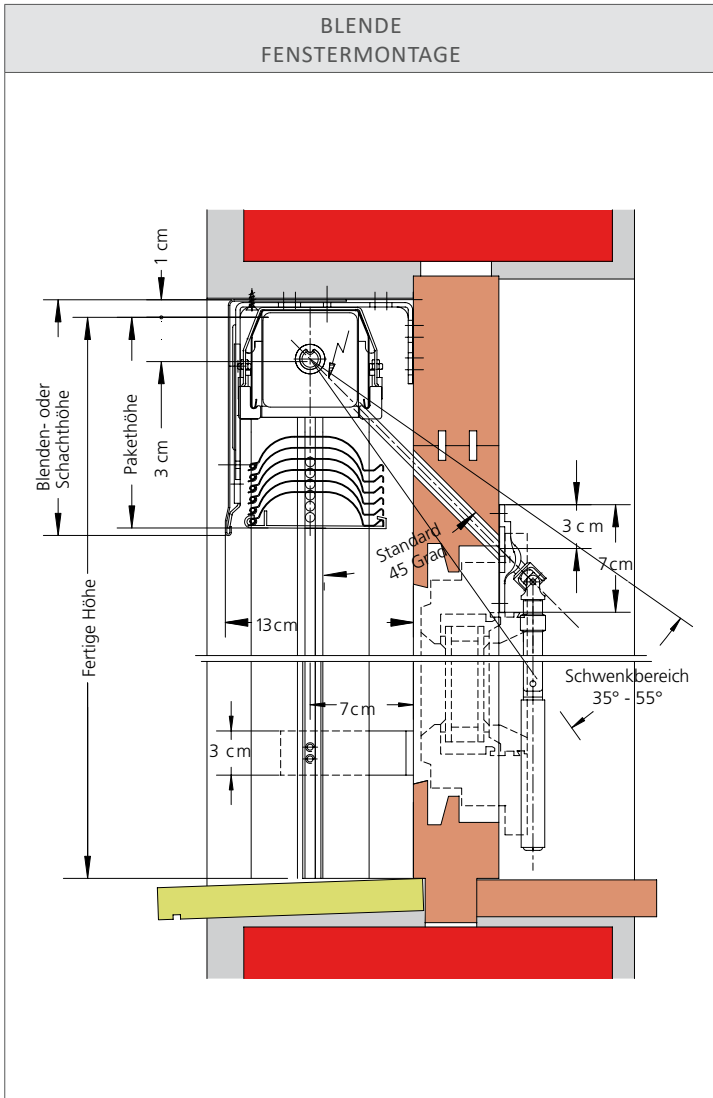 BLENDE
FENSTERMONTAGE
1 cm
Blenden- oder
Schachthöhe
Pakethöhe
3 cm
Fertige Höhe
Standard
45 Grad
3 cm
7cm
13cm
Schwenkbereich
35° - 55°
7cm
3 cm